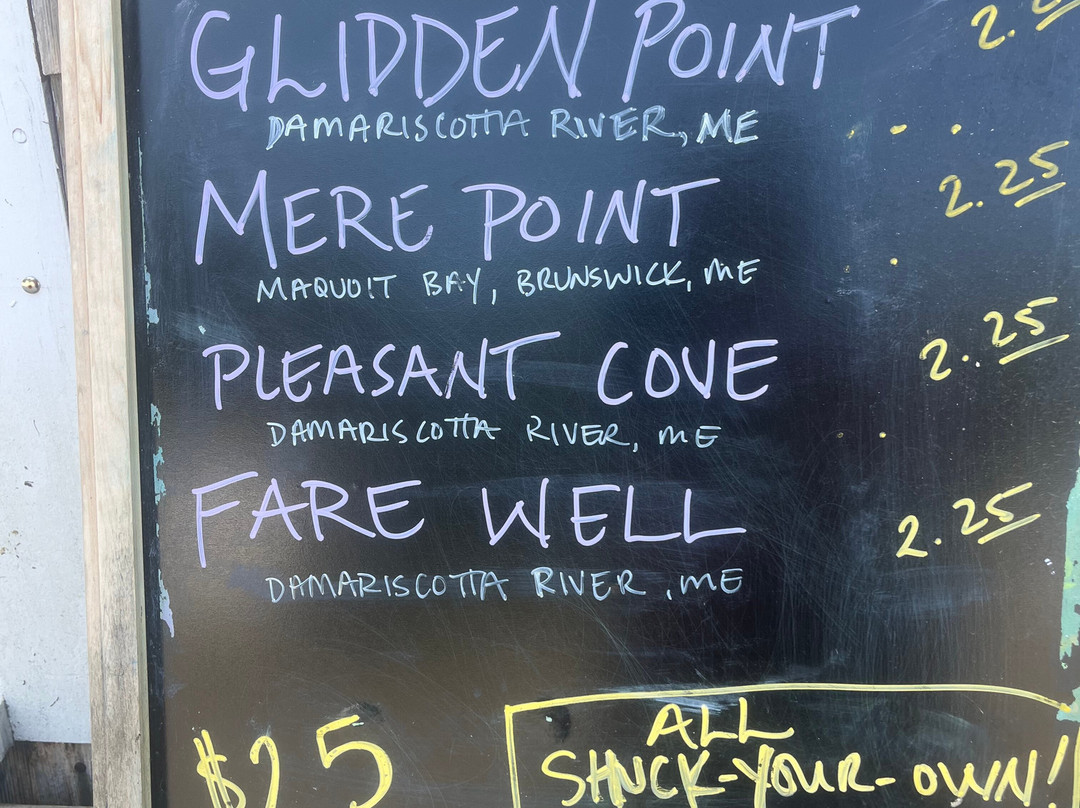 GLIDDEN POINT
DAMARISCOTTA RIVER, ME
MERE POINT 2.25
MAQUOIT BAY, BRUNSWICK, ME
PLEASANT COVE 2.25
DAMARISCOTTA RIVER, ME
FARE WELL 2.25
DAMARISCOTTA RIVER, ME
$25
ALL
SHUCK-YOUR-OWN!